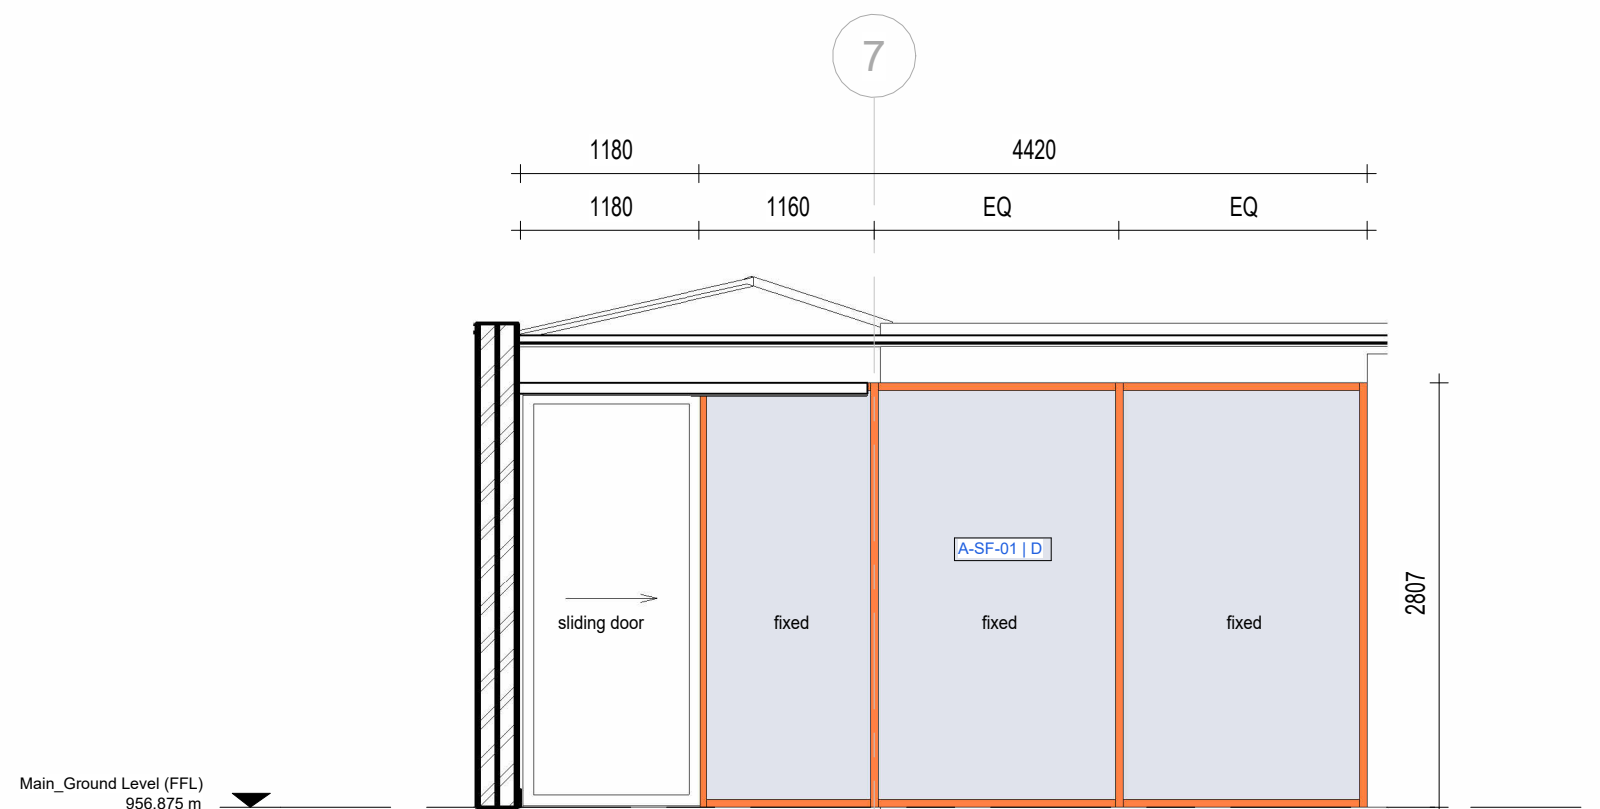 7
1180 4420
1180 1160 EQ EQ
A-SF-01 | D
2807
sliding door fixed fixed fixed
Main_Ground Level (FFL)
956.875 m